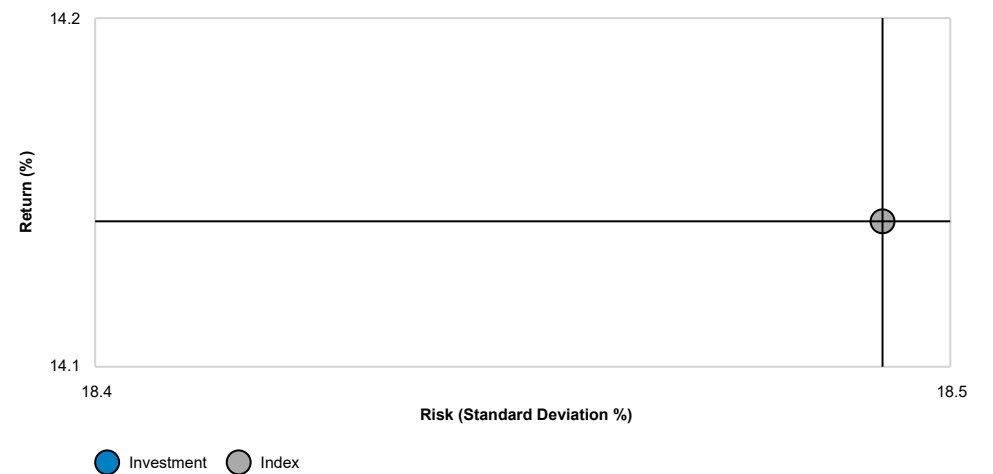 14.2
Return (%)
14.1
18.4
18.5
Risk (Standard Deviation %)
Investment
Index